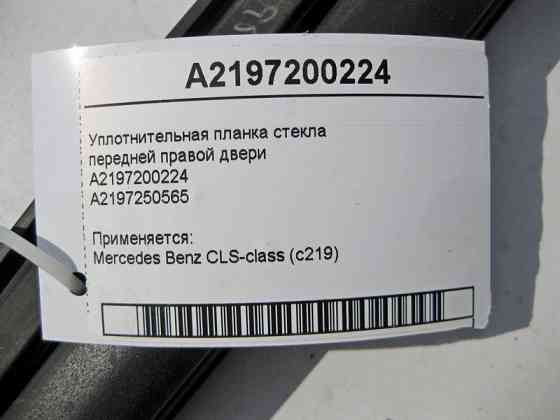 A2197200224
Уплотнительная планка стекла
передней правой двери
A2197200224
A2197250565
Применяется:
Mercedes Benz CLS-class (c219)